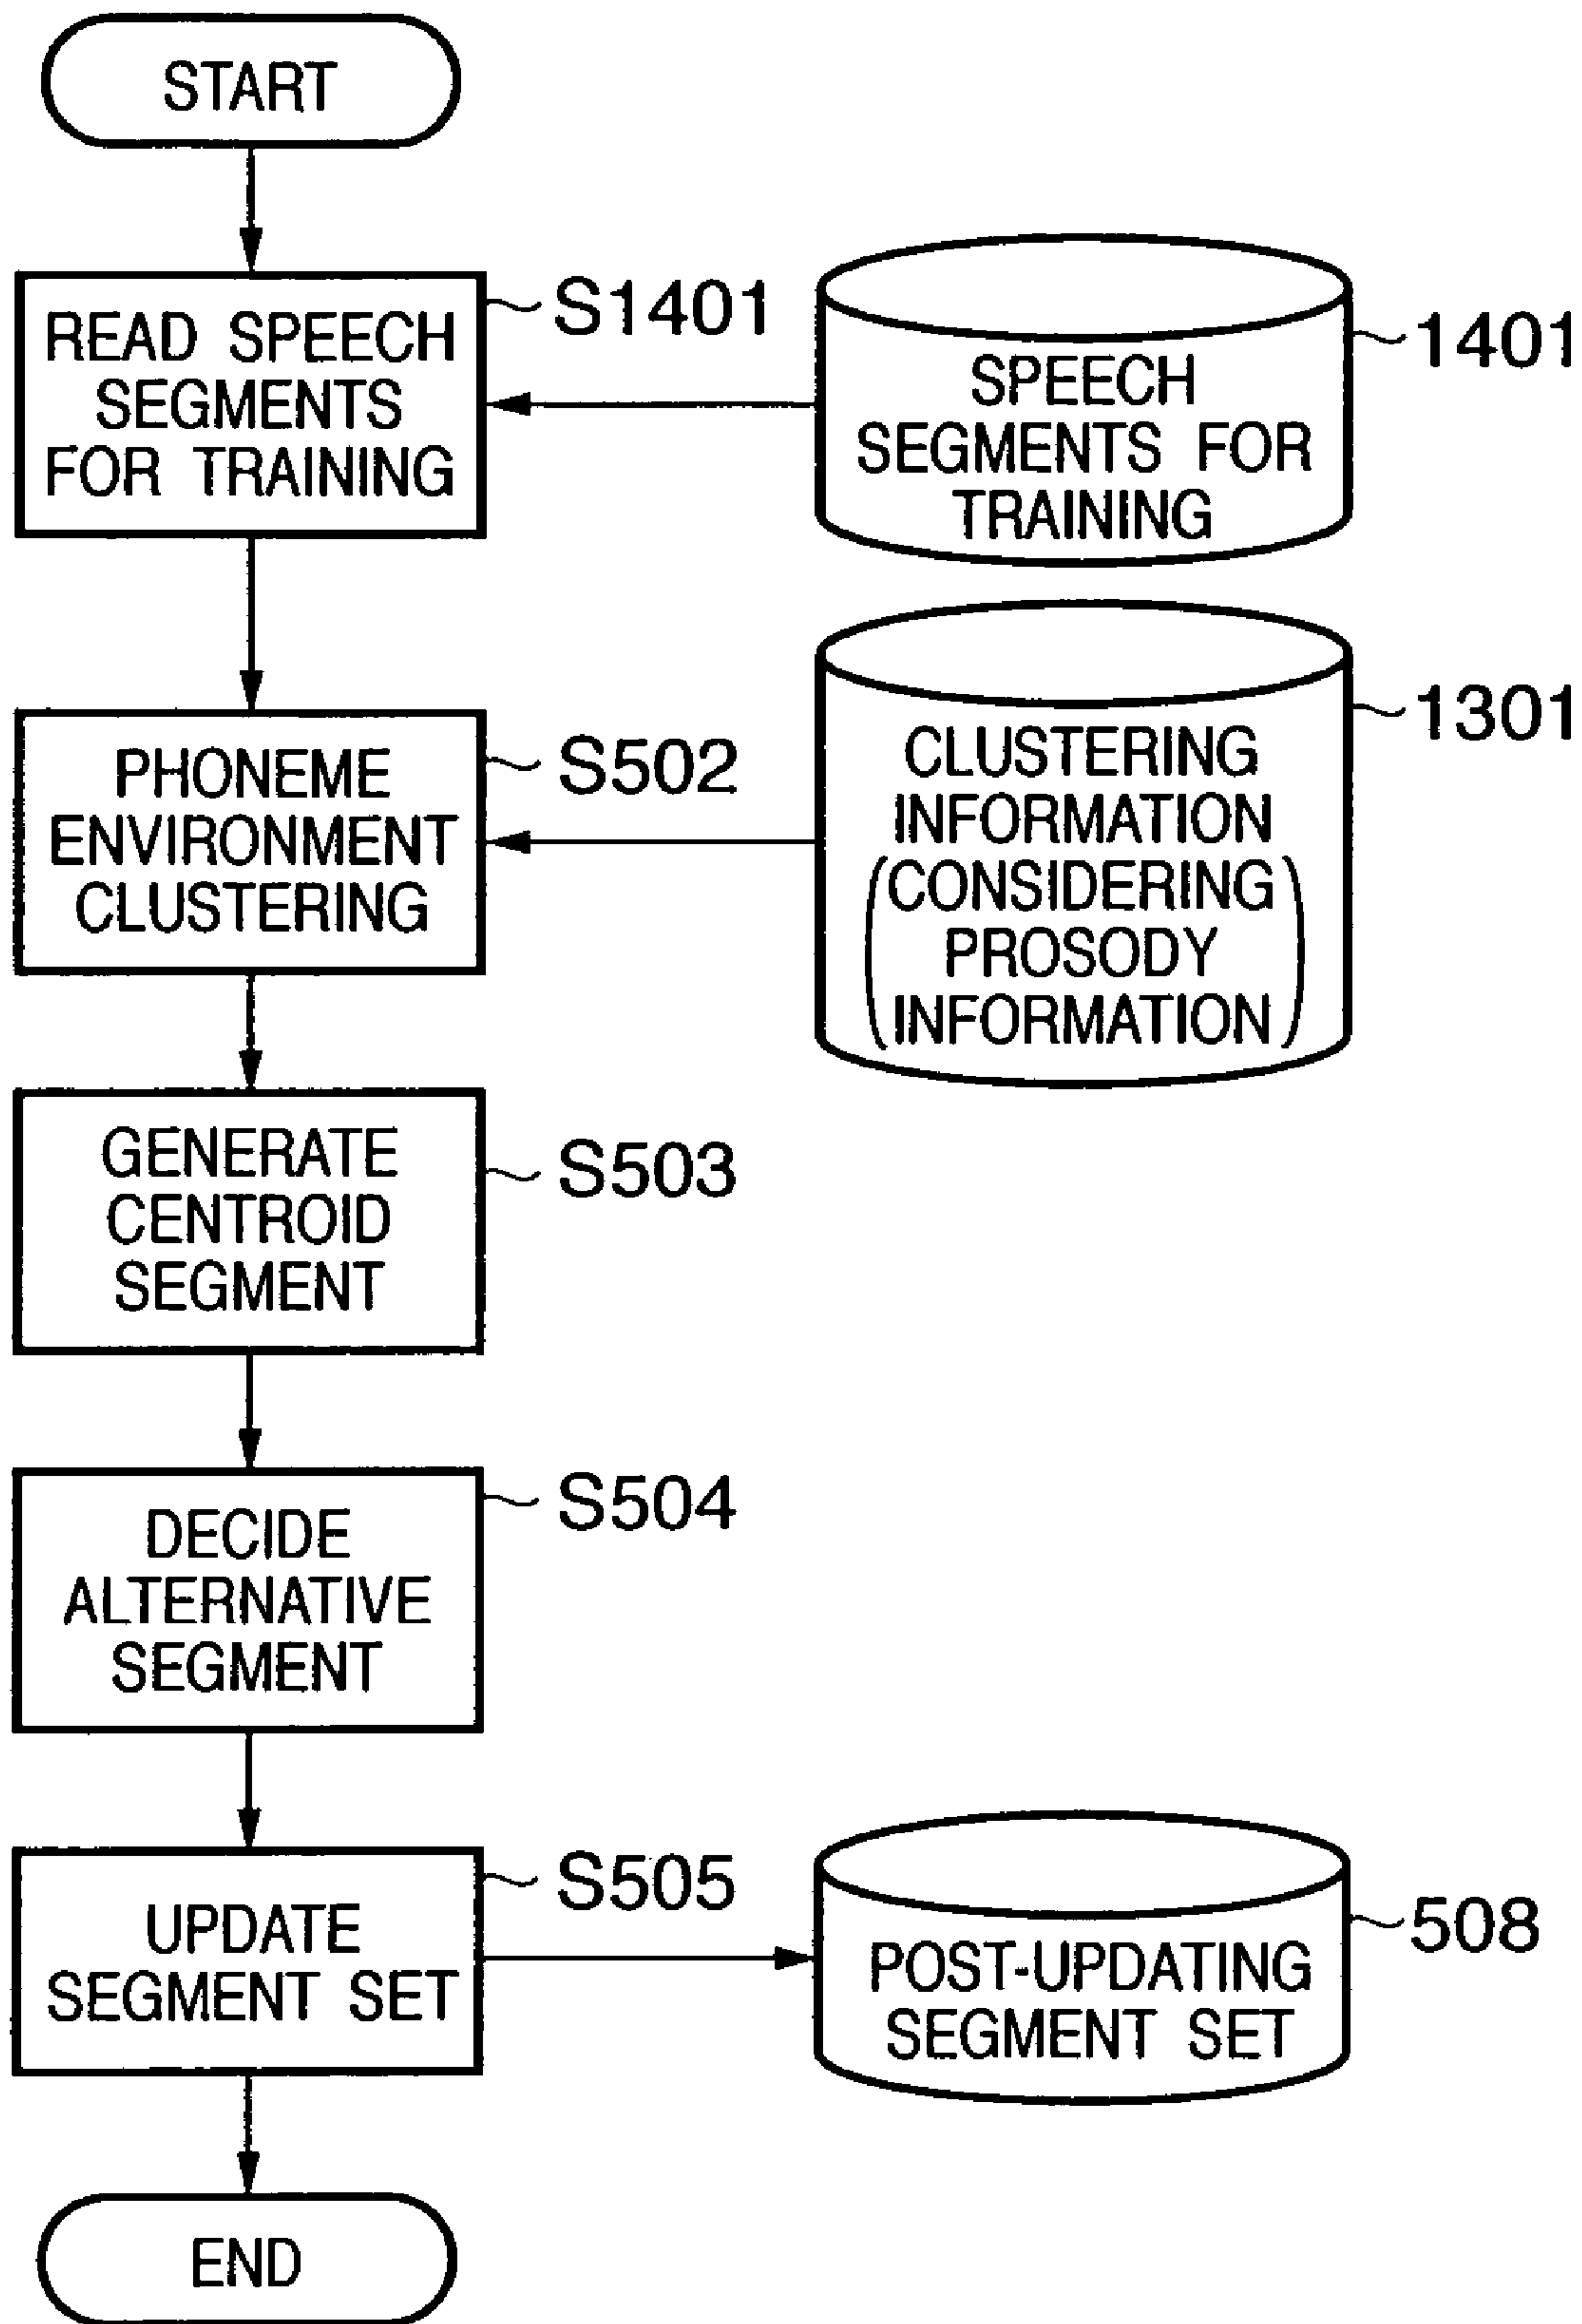 START
READ SPEECH
SEGMENTS
FOR TRAINING
S1401
SPEECH
SEGMENTS FOR
TRAINING
1401
PHONEME
ENVIRONMENT
CLUSTERING
S502
CLUSTERING
INFORMATION
(CONSIDERING
PROSODY
INFORMATION)
1301
GENERATE
CENTROID
SEGMENT
S503
DECIDE
ALTERNATIVE
SEGMENT
S504
UPDATE
SEGMENT SET
S505
POST-UPDATING
SEGMENT SET
508
END